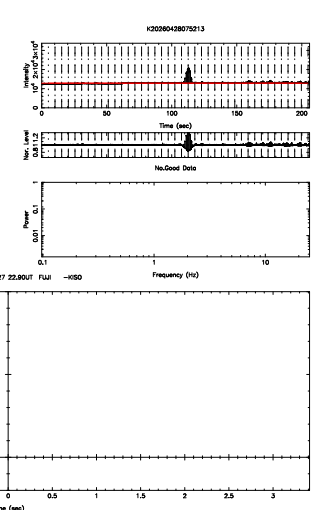 K20260428075213
Intensity
0 10⁴ 2×10⁴ 3×10⁴
0 50 100 150 200
Time (sec)
Nor. Level
0.8 1 1.2
No.Good Data
Power
1
0.1
0.01
0.1 1 10
Frequency (Hz)
27 22.90UT FUJI -KISO
0 0.5 1 1.5 2 2.5 3
me (sec)